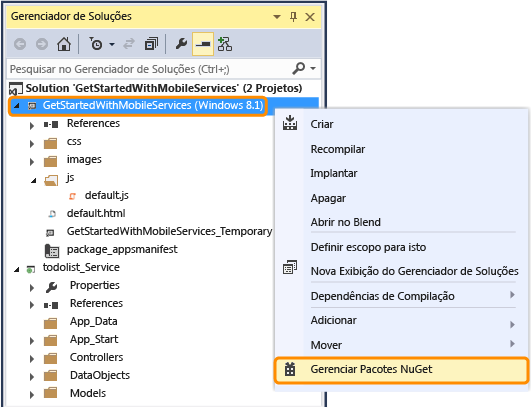 Gerenciador de Soluções
Pesquisar no Gerenciador de Soluções (Ctrl+;)
Solution 'GetStartedWithMobileServices' (2 Projetos)
GetStartedWithMobileServices (Windows 8.1)
References
css
images
js
default.js
default.html
GetStartedWithMobileServices_Temporary
package_appsmanifest
todolist_Service
Properties
References
App_Data
App_Start
Controllers
DataObjects
Models
Criar
Recompilar
Implantar
Apagar
Abrir no Blend
Definir escopo para isto
Nova Exibição do Gerenciador de Soluções
Dependências de Compilação
Adicionar
Mover
Gerenciar Pacotes NuGet